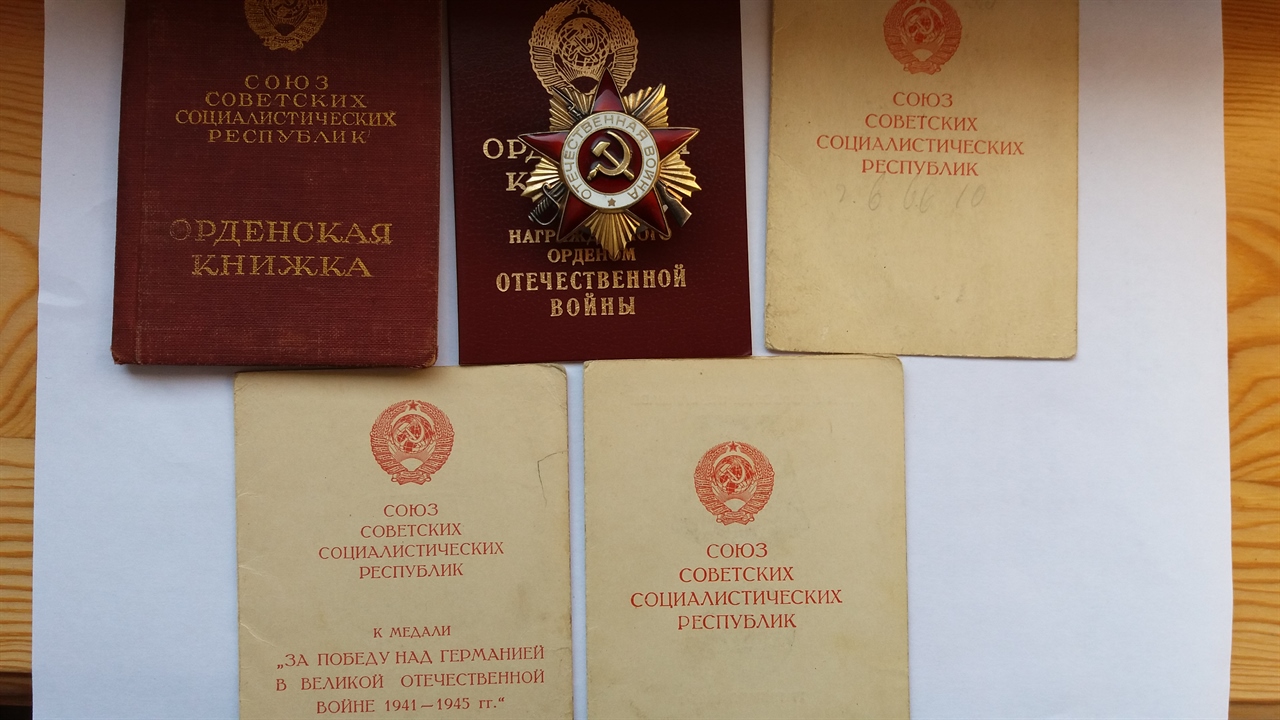 СОЮЗ
СОВЕТСКИХ
СОЦИАЛИСТИЧЕСКИХ
РЕСПУБЛИК
ОРДЕНСКАЯ
КНИЖКА
ОТЕЧЕСТВЕННАЯ ВОЙНА
ОРДЕНОМ
ОТЕЧЕСТВЕННОЙ
ВОЙНЫ
СОЮЗ
СОВЕТСКИХ
СОЦИАЛИСТИЧЕСКИХ
РЕСПУБЛИК
СОЮЗ
СОВЕТСКИХ
СОЦИАЛИСТИЧЕСКИХ
РЕСПУБЛИК
К МЕДАЛИ
„ЗА ПОБЕДУ НАД ГЕРМАНИЕЙ
В ВЕЛИКОЙ ОТЕЧЕСТВЕННОЙ
ВОЙНЕ 1941—1945 гг.“
СОЮЗ
СОВЕТСКИХ
СОЦИАЛИСТИЧЕСКИХ
РЕСПУБЛИК